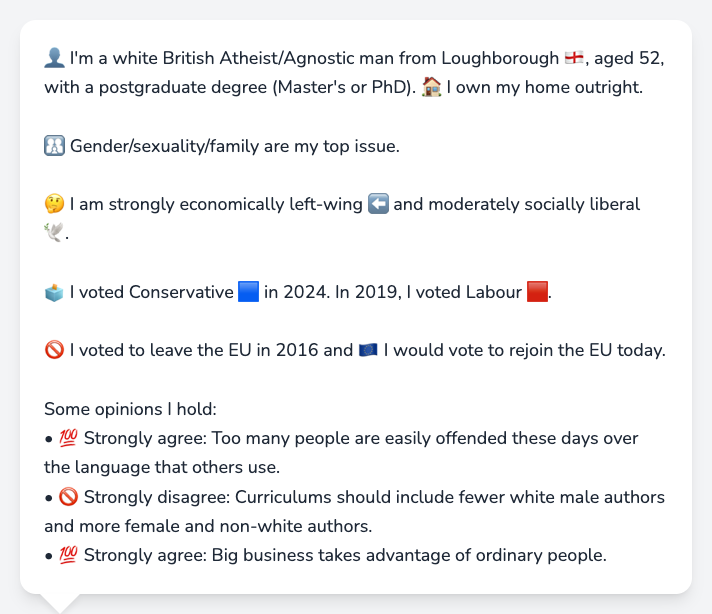 👤 I'm a white British Atheist/Agnostic man from Loughborough 🏴󠁧󠁢󠁥󠁮󠁧󠁿, aged 52,
with a postgraduate degree (Master's or PhD). 🏠 I own my home outright.
🚻 Gender/sexuality/family are my top issue.
🤔 I am strongly economically left-wing ⬅️ and moderately socially liberal
🕊️.
🗳️ I voted Conservative 🟦 in 2024. In 2019, I voted Labour 🟥.
🚫 I voted to leave the EU in 2016 and 🇪🇺 I would vote to rejoin the EU today.
Some opinions I hold:
• 💯 Strongly agree: Too many people are easily offended these days over
the language that others use.
• 🚫 Strongly disagree: Curriculums should include fewer white male authors
and more female and non-white authors.
• 💯 Strongly agree: Big business takes advantage of ordinary people.